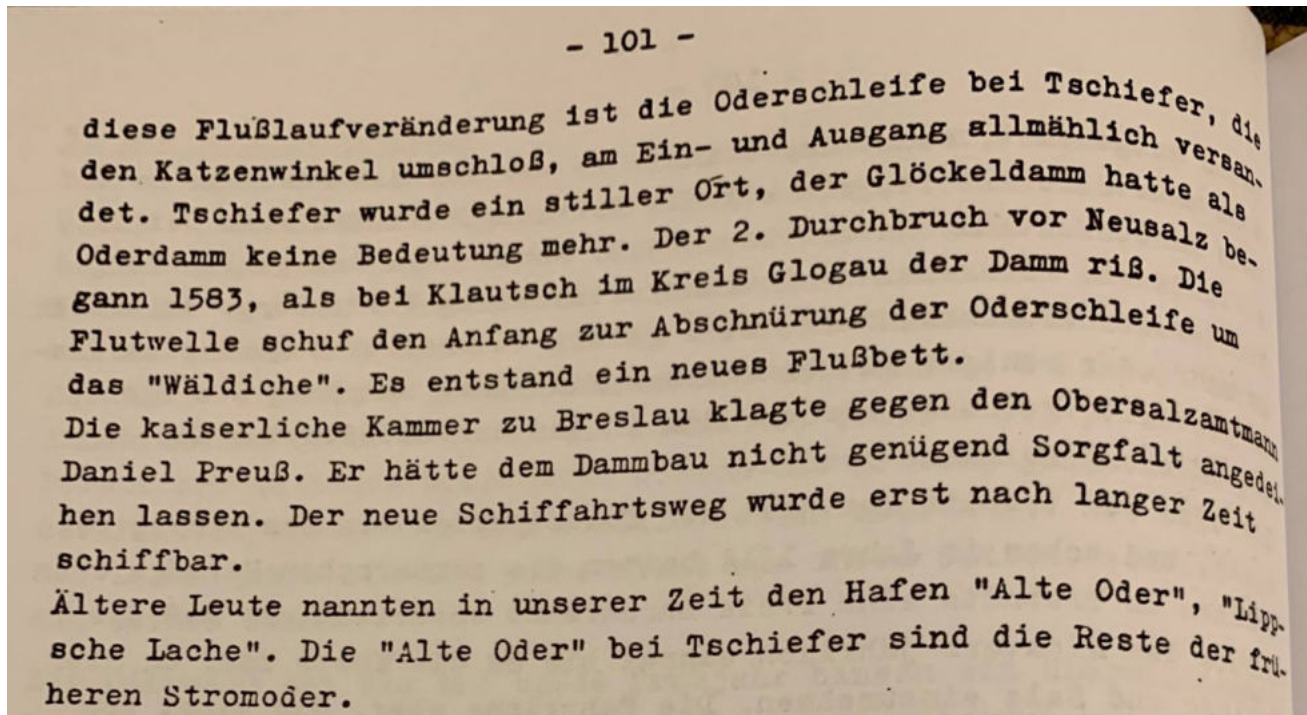 - 101 -
diese Flußlaufveränderung ist die Oderschleife bei Tschiefer, die
den Katzenwinkel umschloß, am Ein- und Ausgang allmählich versan-
det. Tschiefer wurde ein stiller Ort, der Glöckeldamm hatte als
Oderdamm keine Bedeutung mehr. Der 2. Durchbruch vor Neusalz be-
gann 1583, als bei Klautsch im Kreis Glogau der Damm riß. Die
Flutwelle schuf den Anfang zur Abschnürung der Oderschleife um
das "Wäldiche". Es entstand ein neues Flußbett.
Die kaiserliche Kammer zu Breslau klagte gegen den Obersalzamtmann
Daniel Preuß. Er hätte dem Dammbau nicht genügend Sorgfalt angedei-
hen lassen. Der neue Schiffahrtsweg wurde erst nach langer Zeit
schiffbar.
Ältere Leute nannten in unserer Zeit den Hafen "Alte Oder", "Lipp-
sche Lache". Die "Alte Oder" bei Tschiefer sind die Reste der frü-
heren Stromoder.